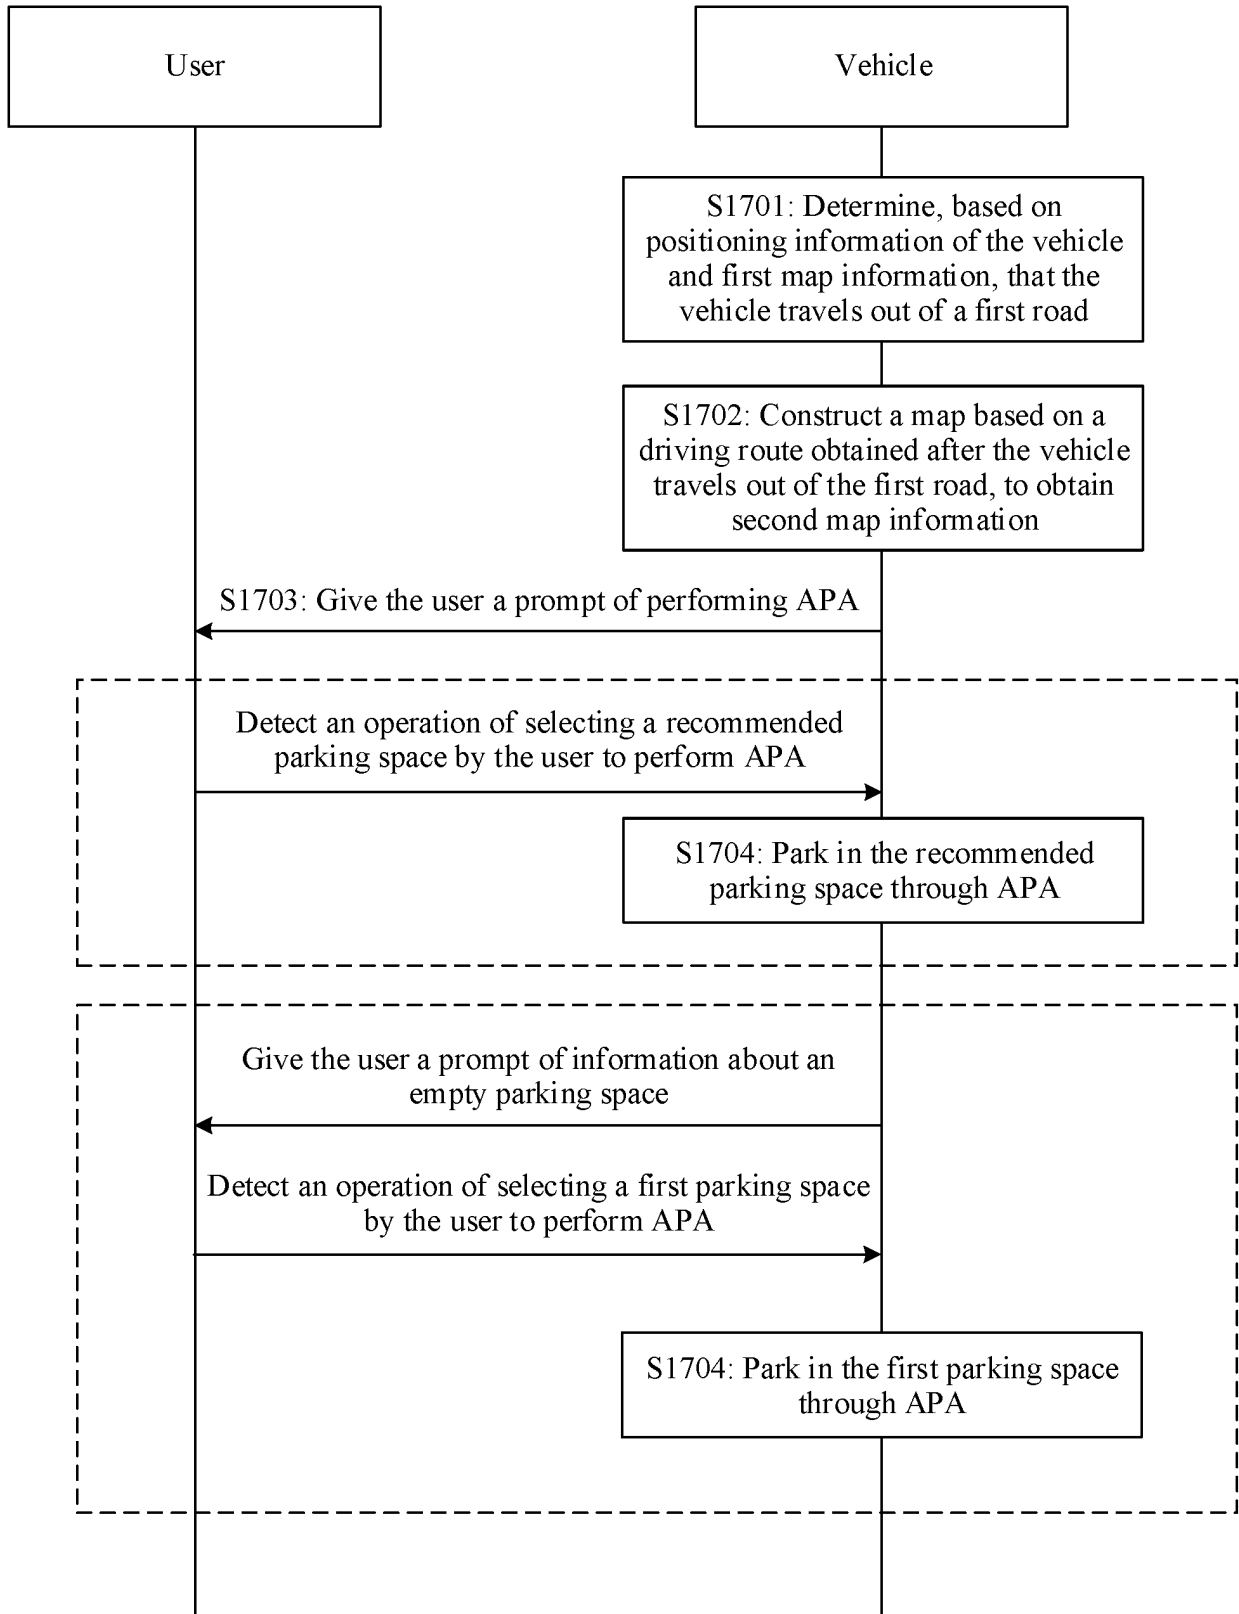 User
Vehicle
S1701: Determine, based on
positioning information of the vehicle
and first map information, that the
vehicle travels out of a first road
S1702: Construct a map based on a
driving route obtained after the vehicle
travels out of the first road, to obtain
second map information
S1703: Give the user a prompt of performing APA
Detect an operation of selecting a recommended
parking space by the user to perform APA
S1704: Park in the recommended
parking space through APA
Give the user a prompt of information about an
empty parking space
Detect an operation of selecting a first parking space
by the user to perform APA
S1704: Park in the first parking space
through APA